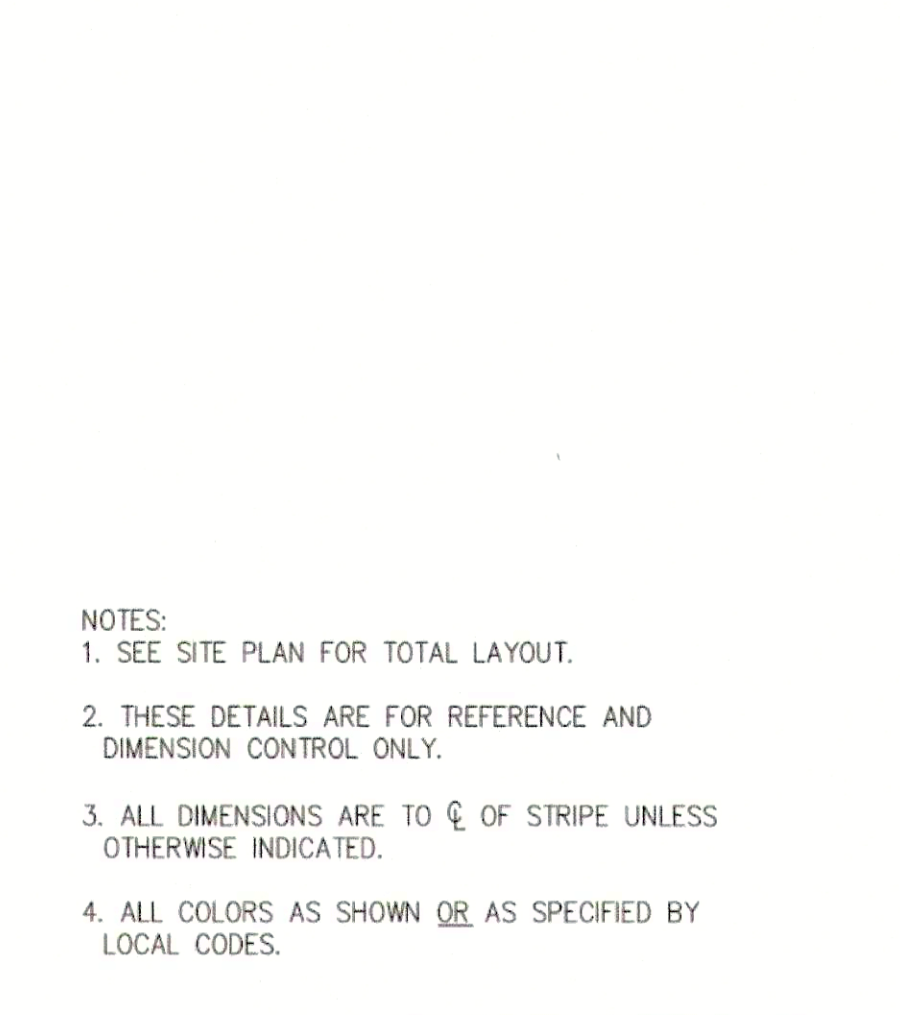 NOTES:
1. SEE SITE PLAN FOR TOTAL LAYOUT.
2. THESE DETAILS ARE FOR REFERENCE AND
DIMENSION CONTROL ONLY.
3. ALL DIMENSIONS ARE TO ℄ OF STRIPE UNLESS
OTHERWISE INDICATED.
4. ALL COLORS AS SHOWN OR AS SPECIFIED BY
LOCAL CODES.